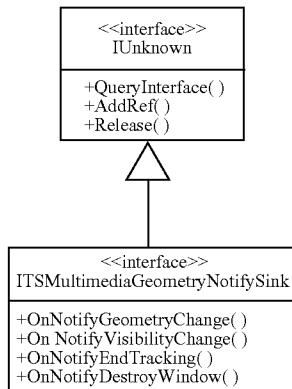 <<interface>>
IUnknown
+QueryInterface( )
+AddRef( )
+Release( )
<<interface>>
ITSMultimediaGeometryNotifySink
+OnNotifyGeometryChange( )
+On NotifyVisibilityChange( )
+OnNotifyEndTracking( )
+OnNotifyDestroyWindow( )